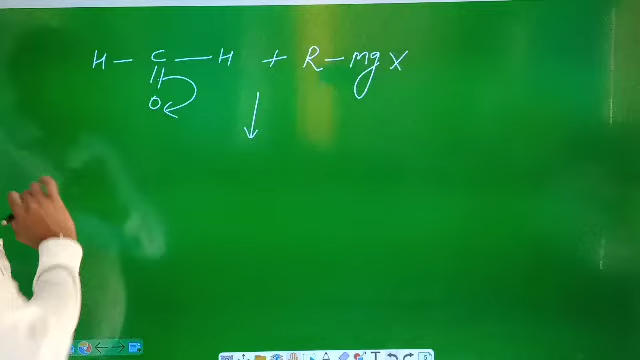 H — C — H + R — Mg X
||
O